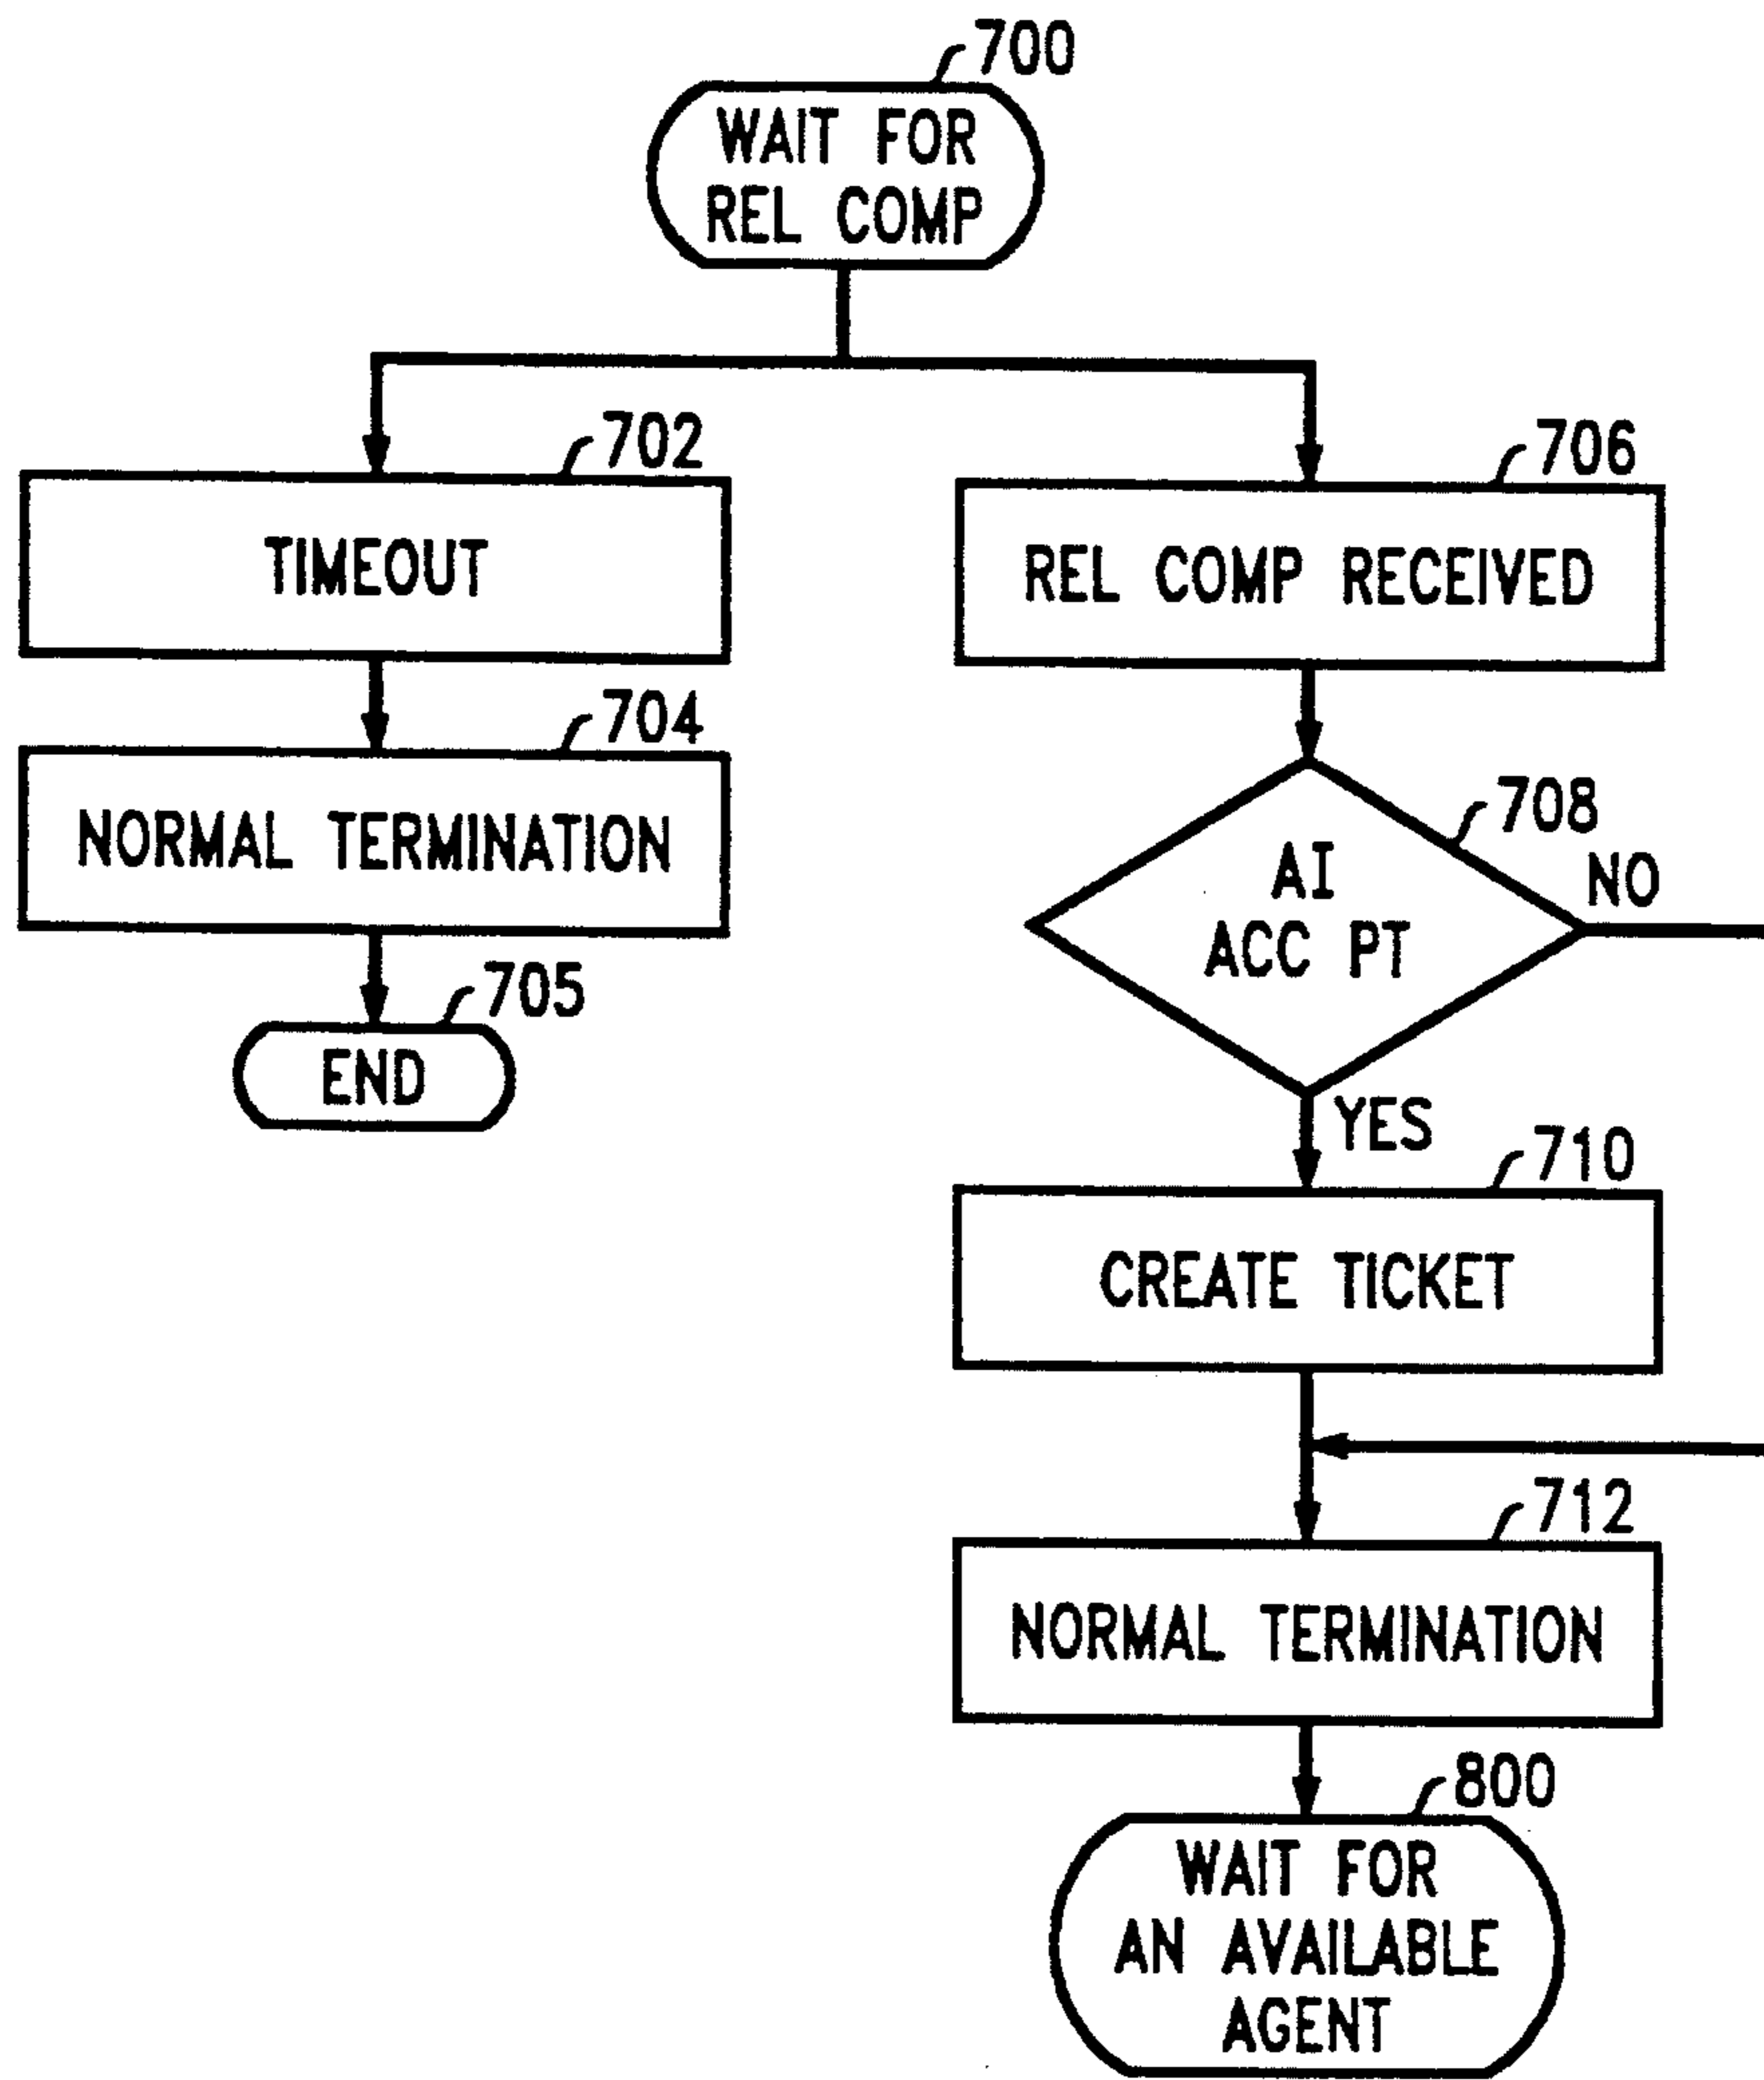 700
WAIT FOR
REL COMP
702
TIMEOUT
704
NORMAL TERMINATION
705
END
706
REL COMP RECEIVED
708
AI
ACC PT
NO
YES
710
CREATE TICKET
712
NORMAL TERMINATION
800
WAIT FOR
AN AVAILABLE
AGENT